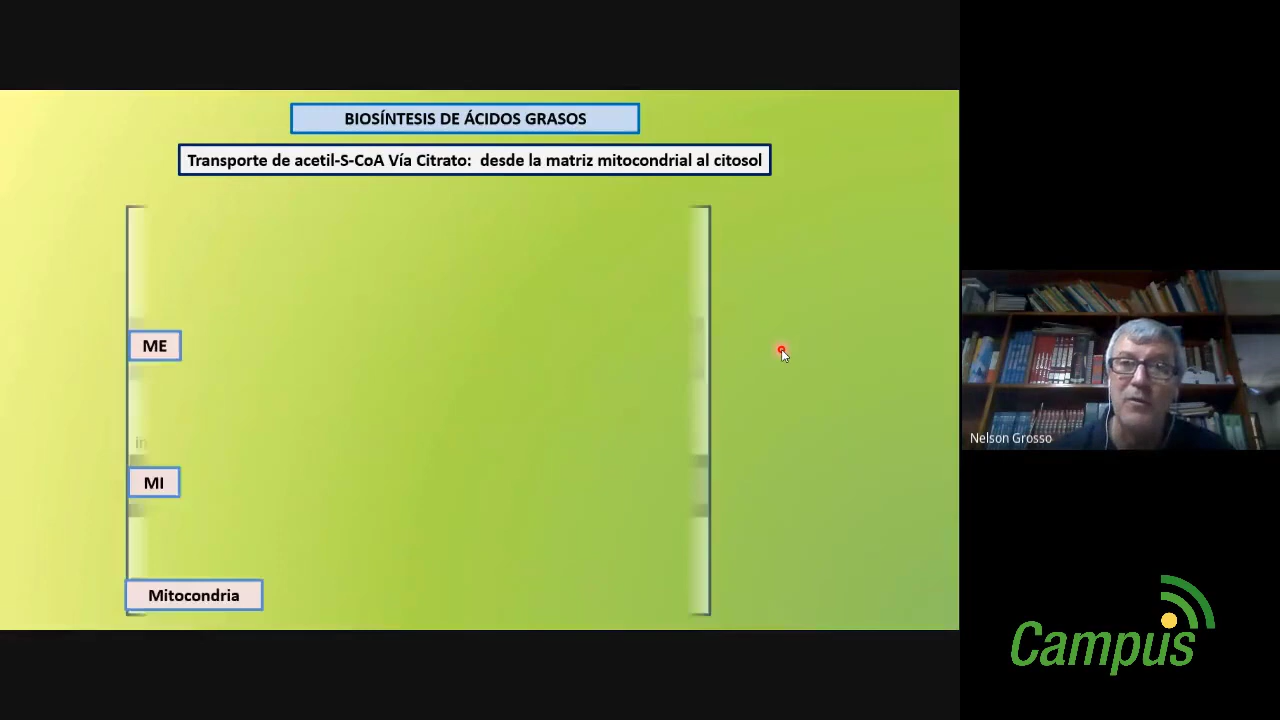 BIOSÍNTESIS DE ÁCIDOS GRASOS
Transporte de acetil-S-CoA Vía Citrato: desde la matriz mitocondrial al citosol
ME
MI
Mitocondria
Nelson Grosso
Campus